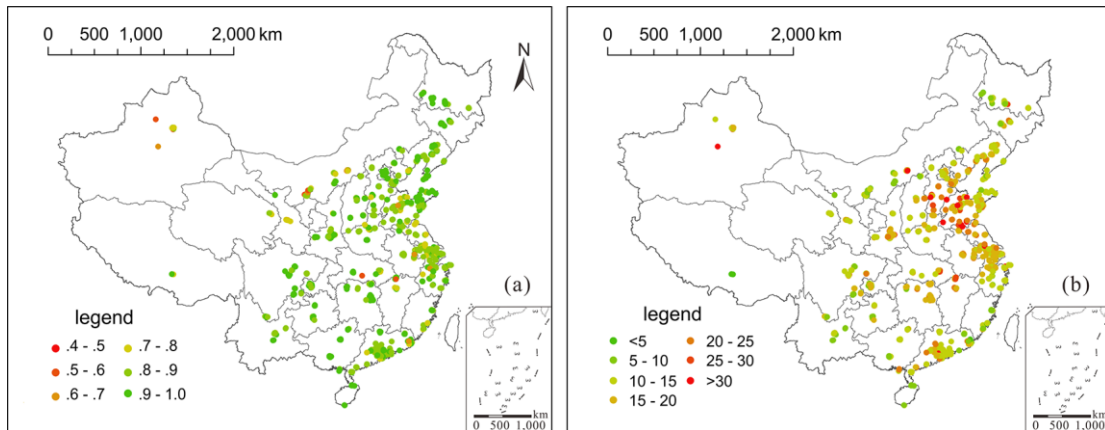 0 500 1,000 2,000 km
N
(a)
legend
.4 - .5 .7 - .8
.5 - .6 .8 - .9
.6 - .7 .9 - 1.0
km
0 500 1,000
0 500 1,000 2,000 km
(b)
legend
<5 20 - 25
5 - 10 25 - 30
10 - 15 >30
15 - 20
km
0 500 1,000